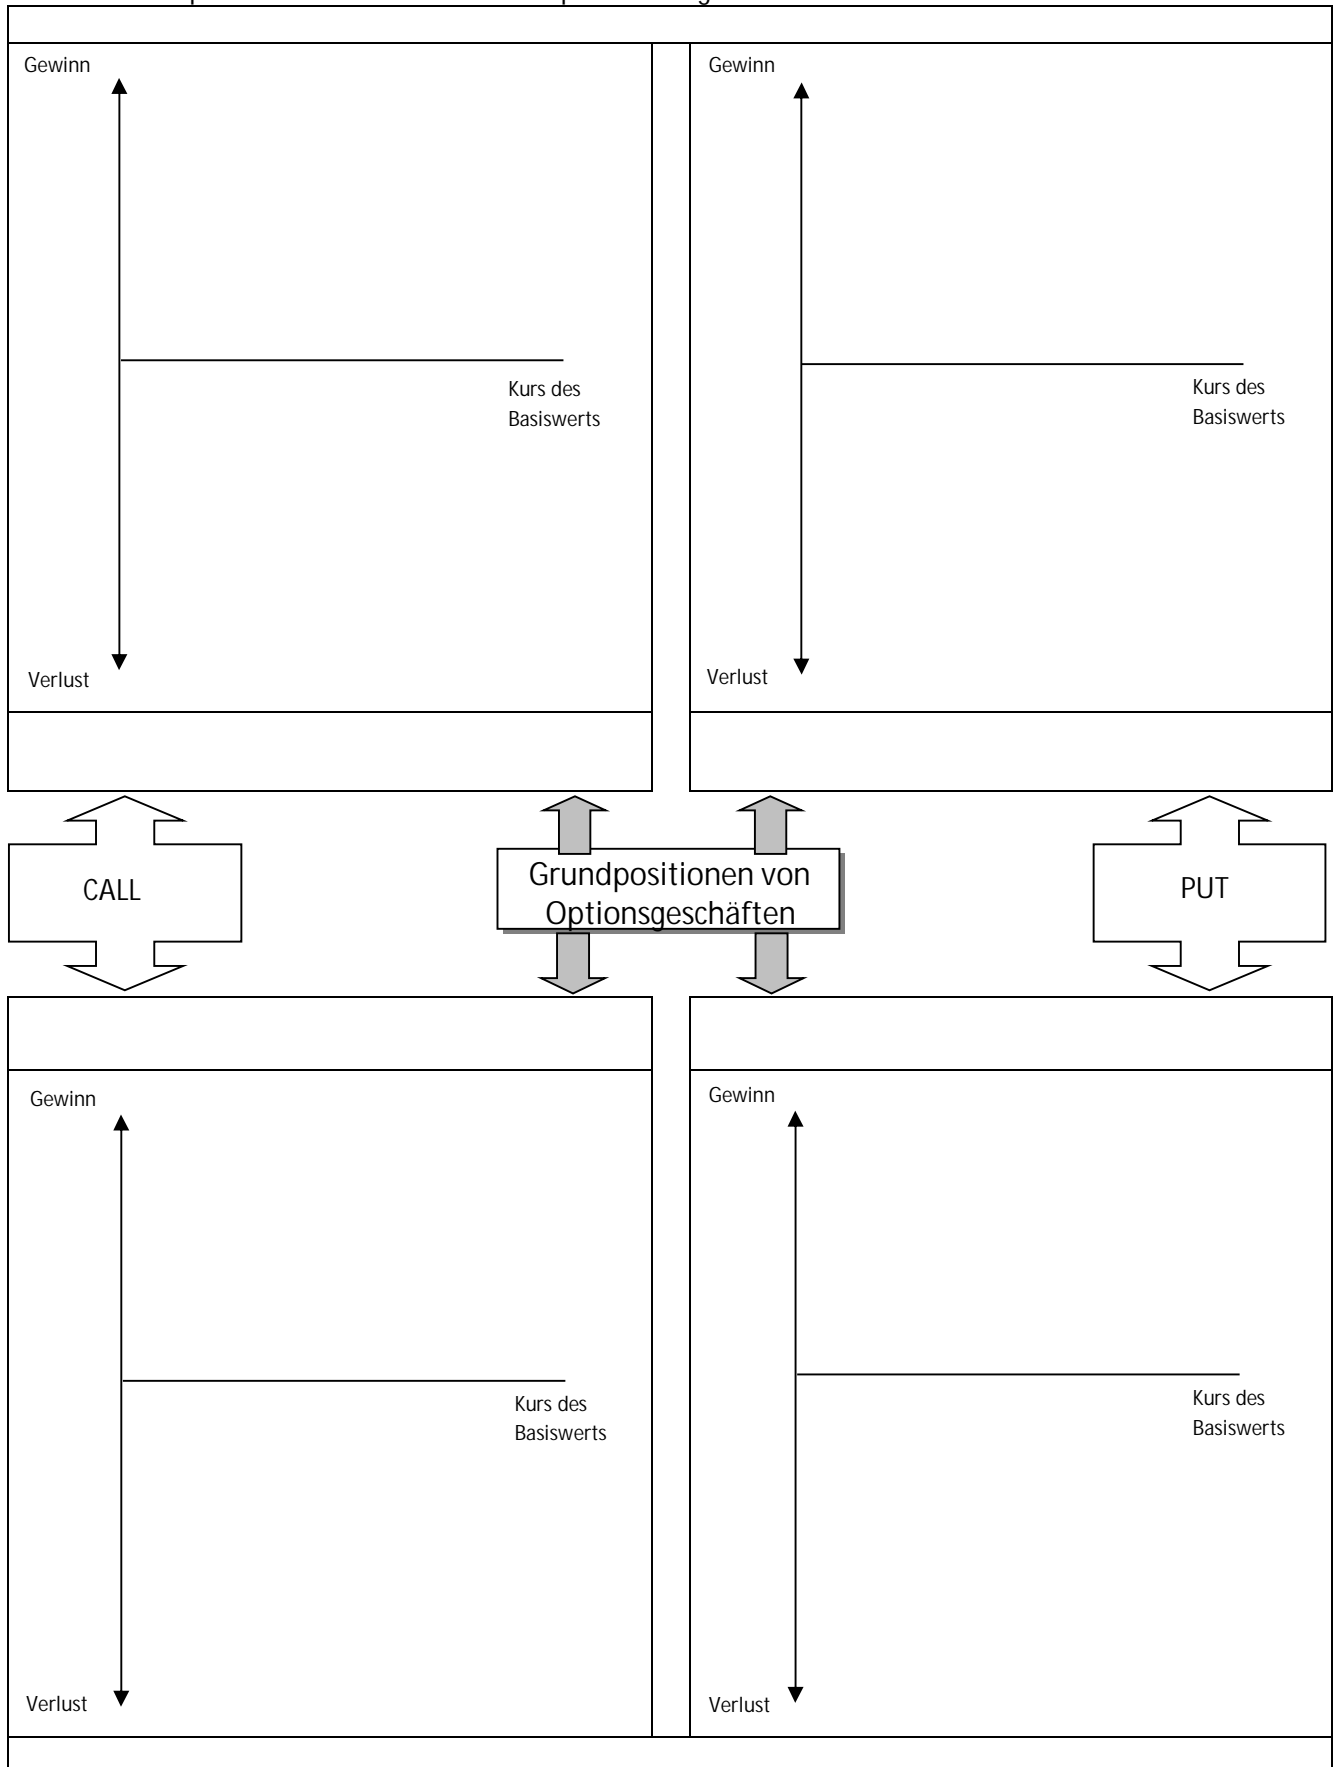 Gewinn
Gewinn
Kurs des
Basiswerts
Kurs des
Basiswerts
Verlust
Verlust
CALL
Grundpositionen von
Optionsgeschäften
PUT
Gewinn
Gewinn
Kurs des
Basiswerts
Kurs des
Basiswerts
Verlust
Verlust